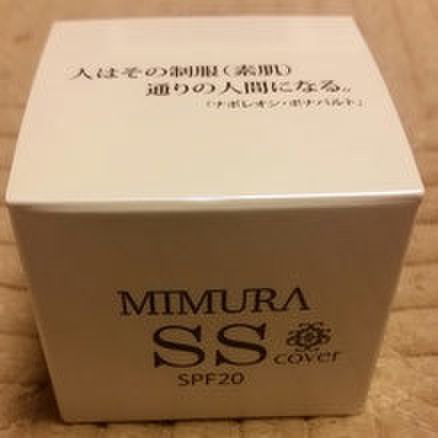 人はその制服（素肌）
通りの人間になる。
「ナポレオン・ボナパルト」
MIMURA
SS cover
SPF20